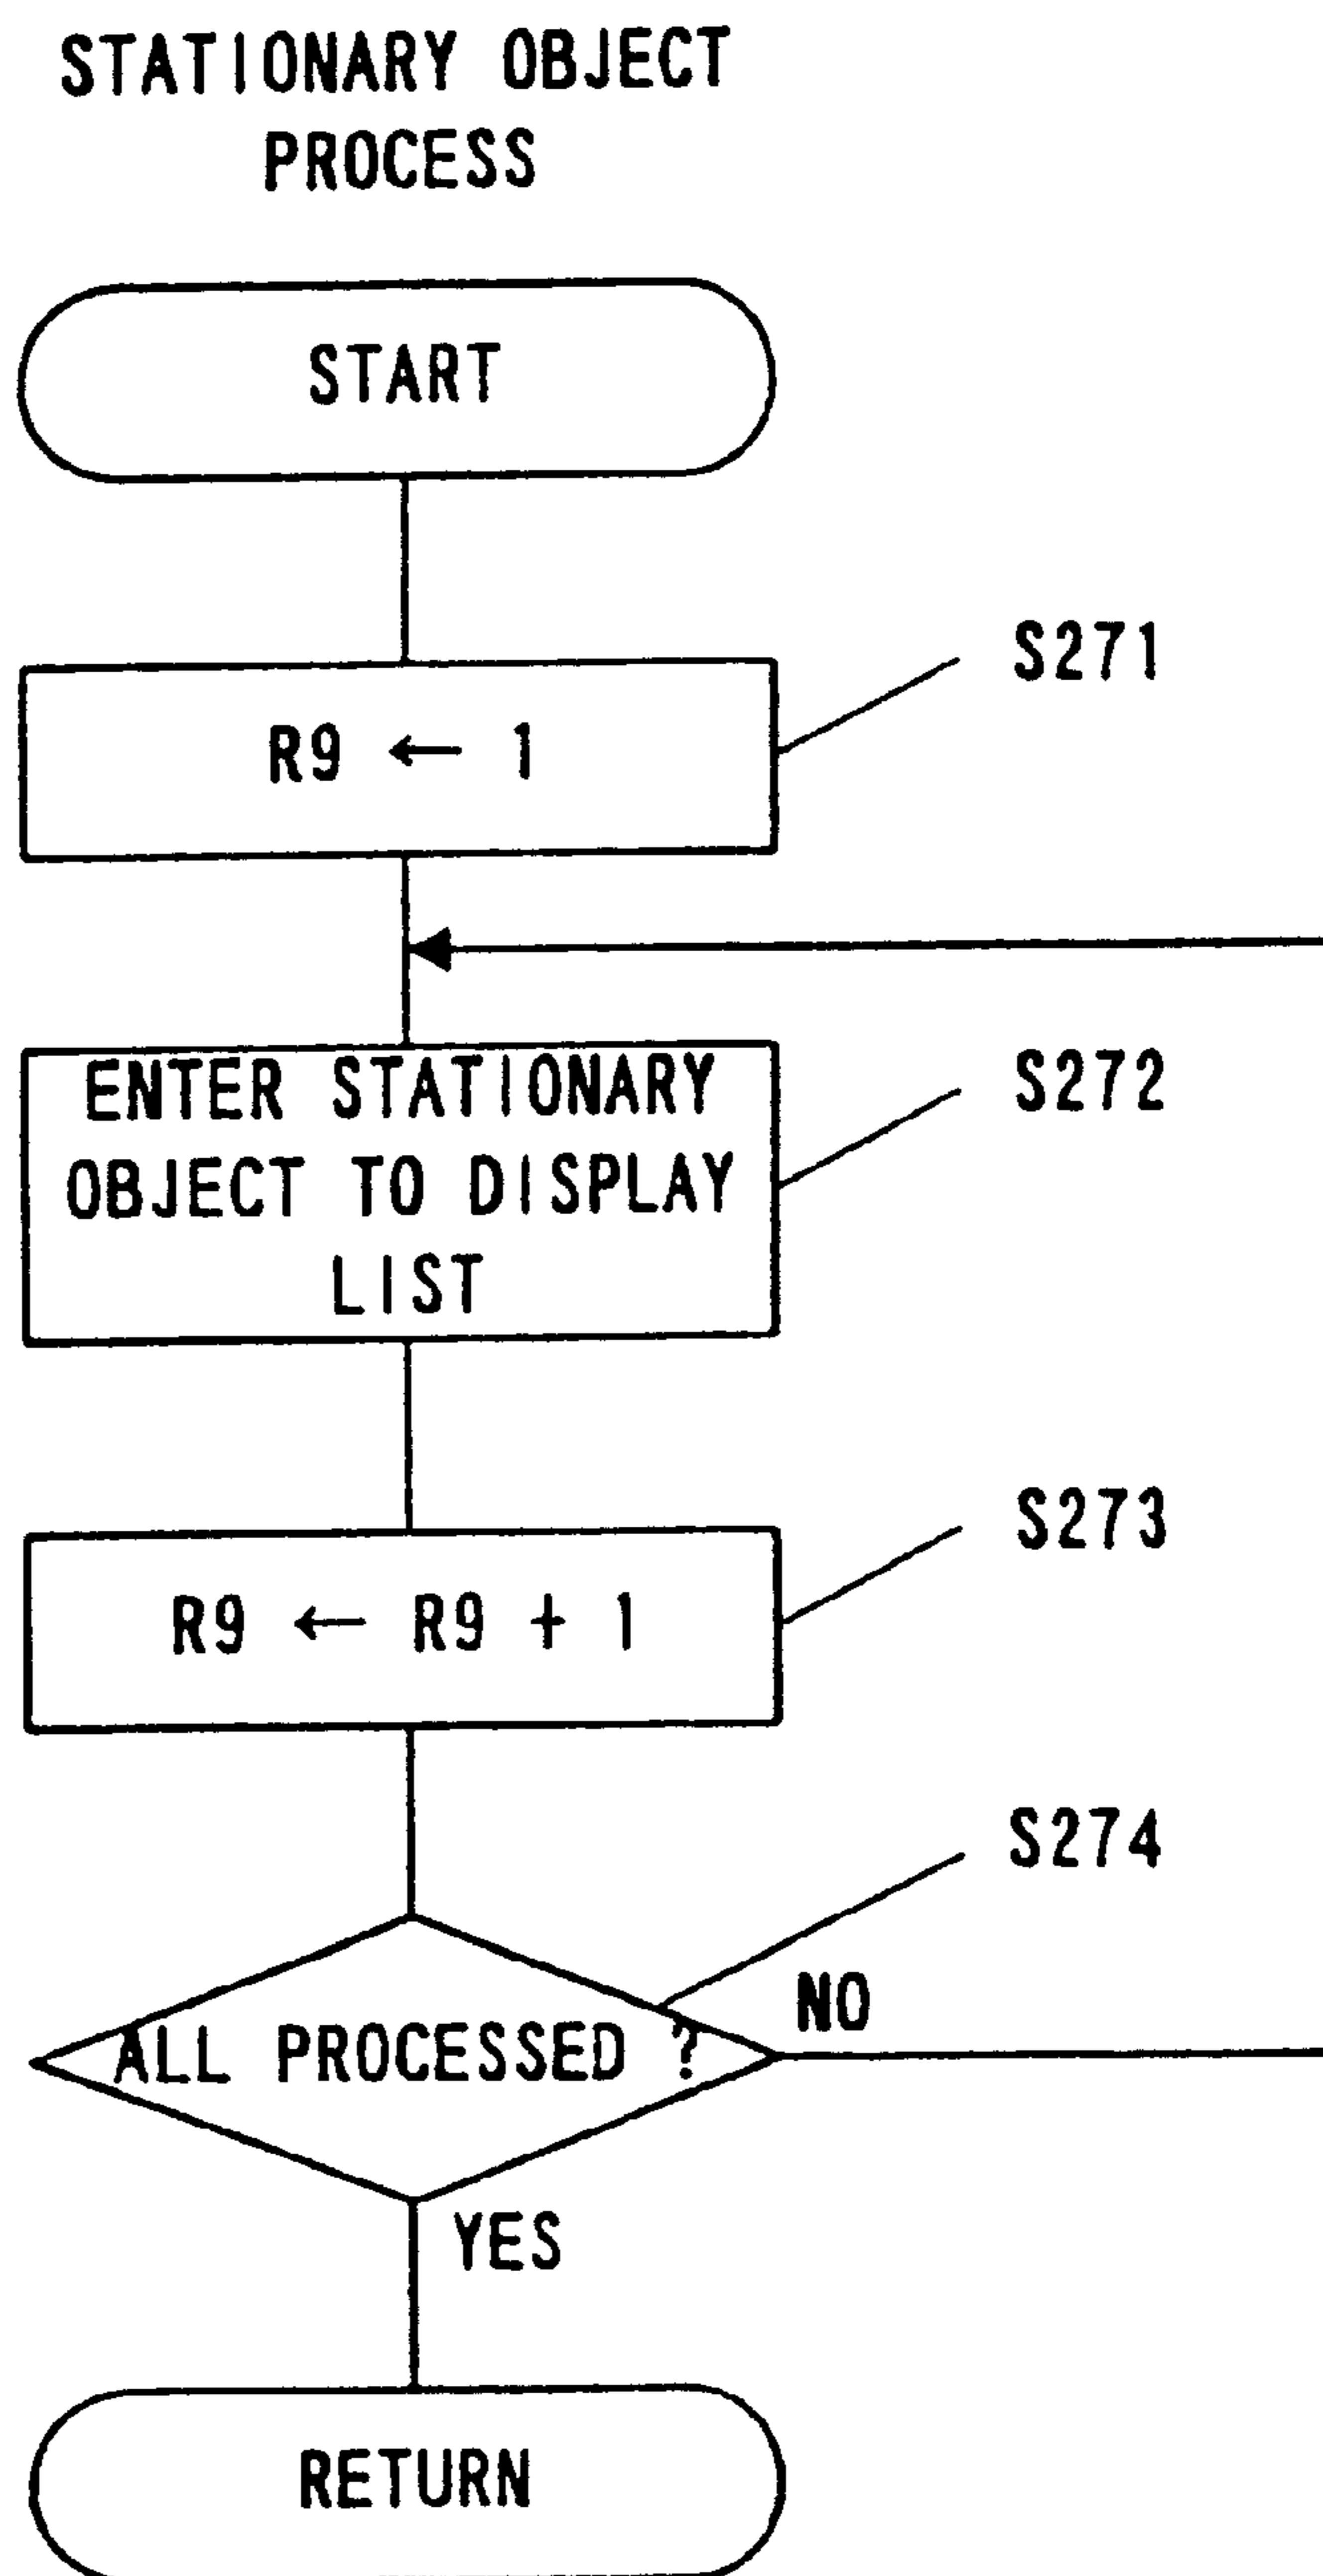 STATIONARY OBJECT
PROCESS
START
S271
R9 ← 1
S272
ENTER STATIONARY
OBJECT TO DISPLAY
LIST
S273
R9 ← R9 + 1
S274
NO
ALL PROCESSED ?
YES
RETURN